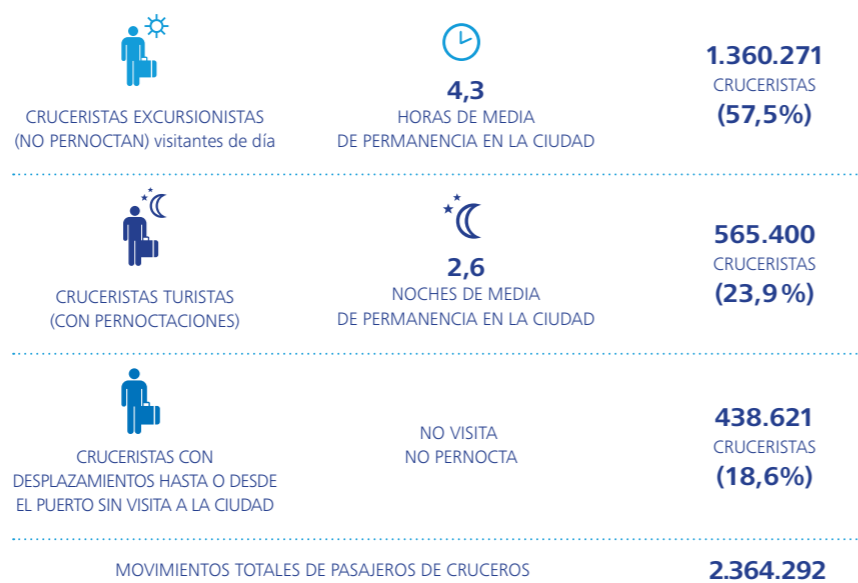 CRUCERISTAS EXCURSIONISTAS
(NO PERNOCTAN) visitantes de día
4,3
HORAS DE MEDIA
DE PERMANENCIA EN LA CIUDAD
1.360.271
CRUCERISTAS
(57,5%)
CRUCERISTAS TURISTAS
(CON PERNOCTACIONES)
2,6
NOCHES DE MEDIA
DE PERMANENCIA EN LA CIUDAD
565.400
CRUCERISTAS
(23,9%)
CRUCERISTAS CON
DESPLAZAMIENTOS HASTA O DESDE
EL PUERTO SIN VISITA A LA CIUDAD
NO VISITA
NO PERNOCTA
438.621
CRUCERISTAS
(18,6%)
MOVIMIENTOS TOTALES DE PASAJEROS DE CRUCEROS
2.364.292